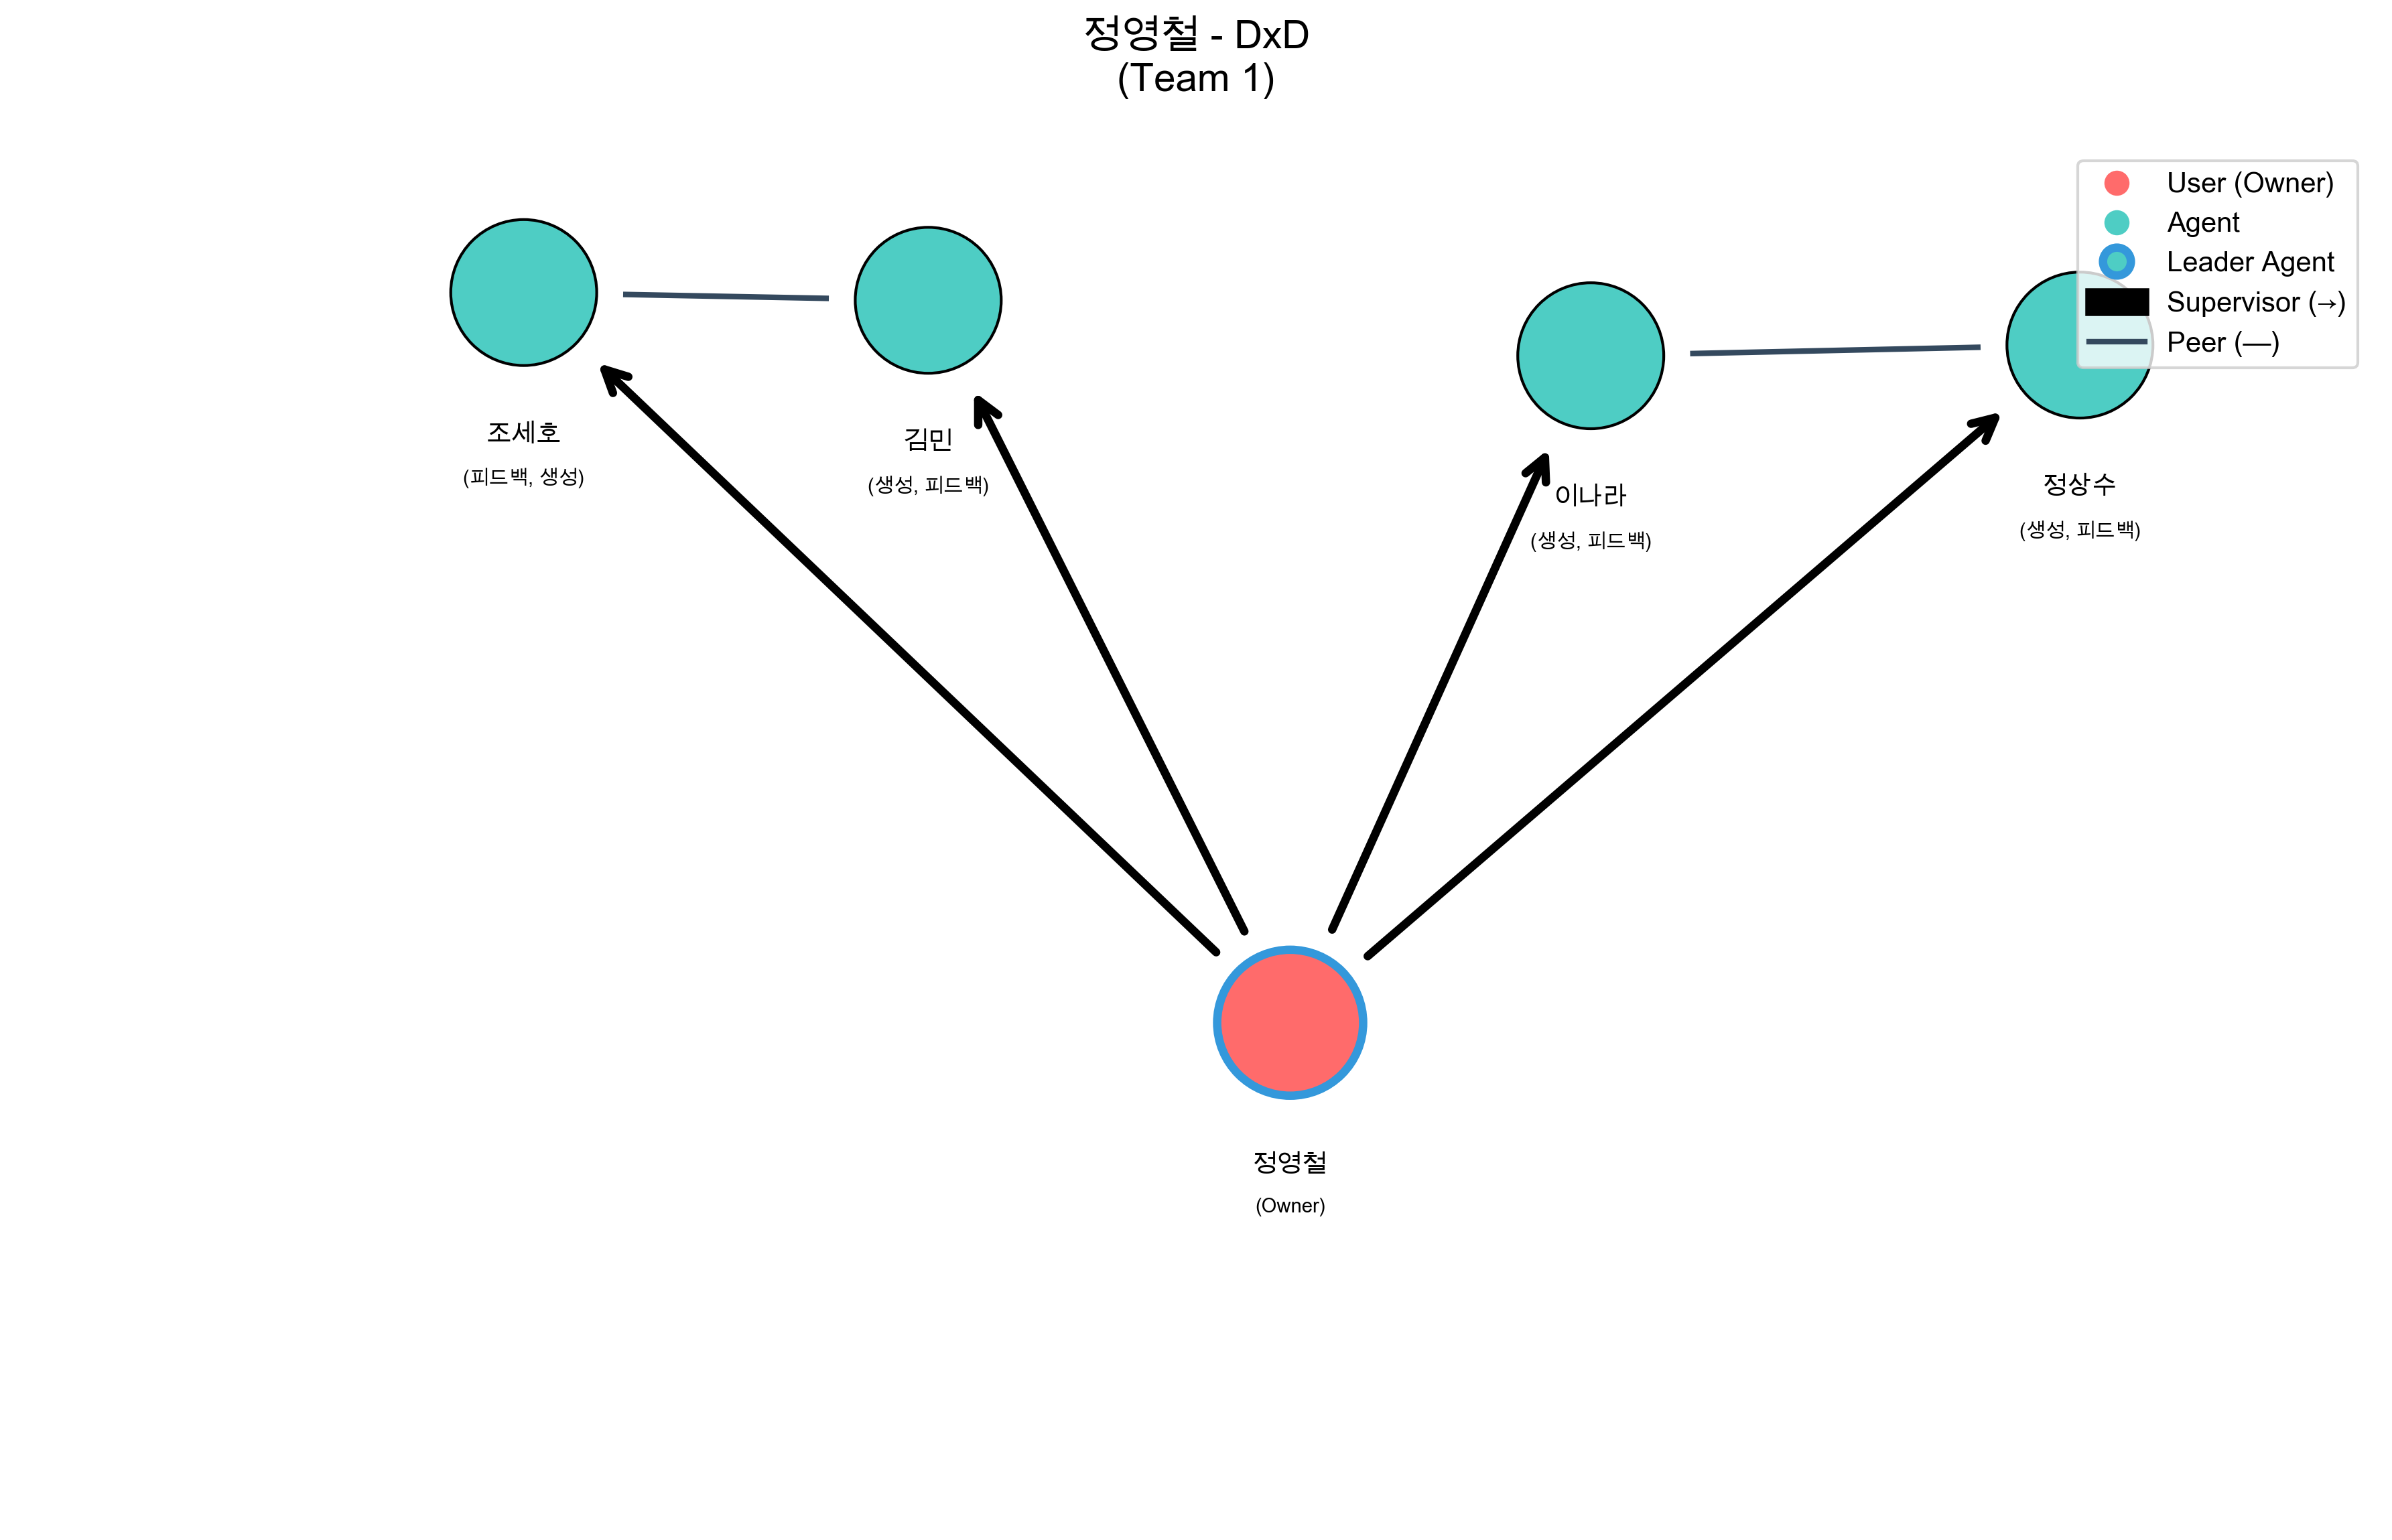 정영철 - DxD
(Team 1)
User (Owner)
Agent
Leader Agent
Supervisor (→)
Peer (—)
조세호
(피드백, 생성)
김민
(생성, 피드백)
이나라
(생성, 피드백)
정상수
(생성, 피드백)
정영철
(Owner)